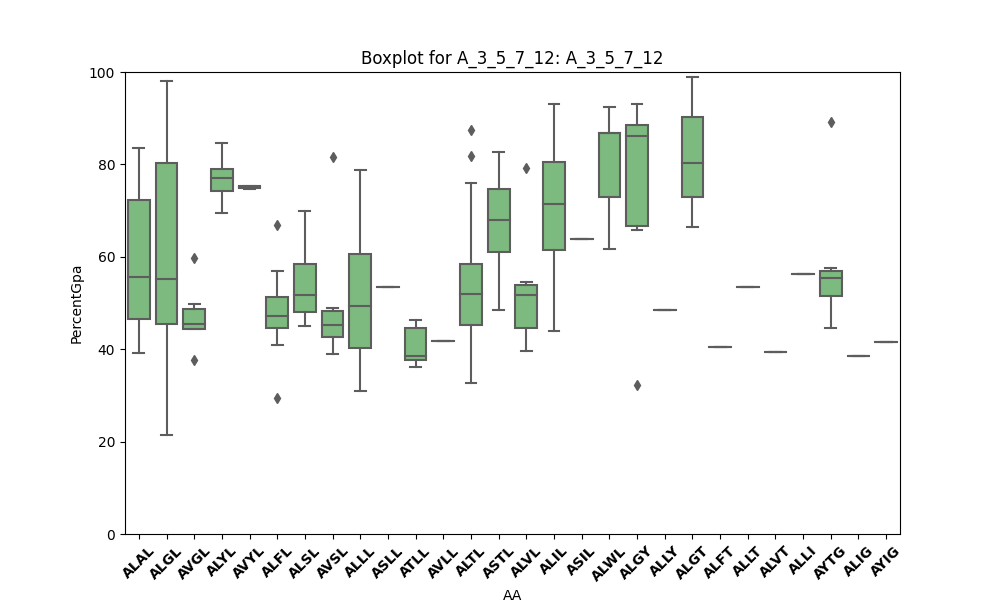 Boxplot for A_3_5_7_12: A_3_5_7_12
100
80
60
40
20
0
PercentGpa
ALAL ALGL AVGL ALYL AVYL ALFL ALSL AVSL ALLL ASLL ATLL AVLL ALTL ASTL ALVL ALIL ASIL ALWL ALGY ALLY ALGT ALFT ALLT ALVT ALLI AYTG ALIG AYIG
AA